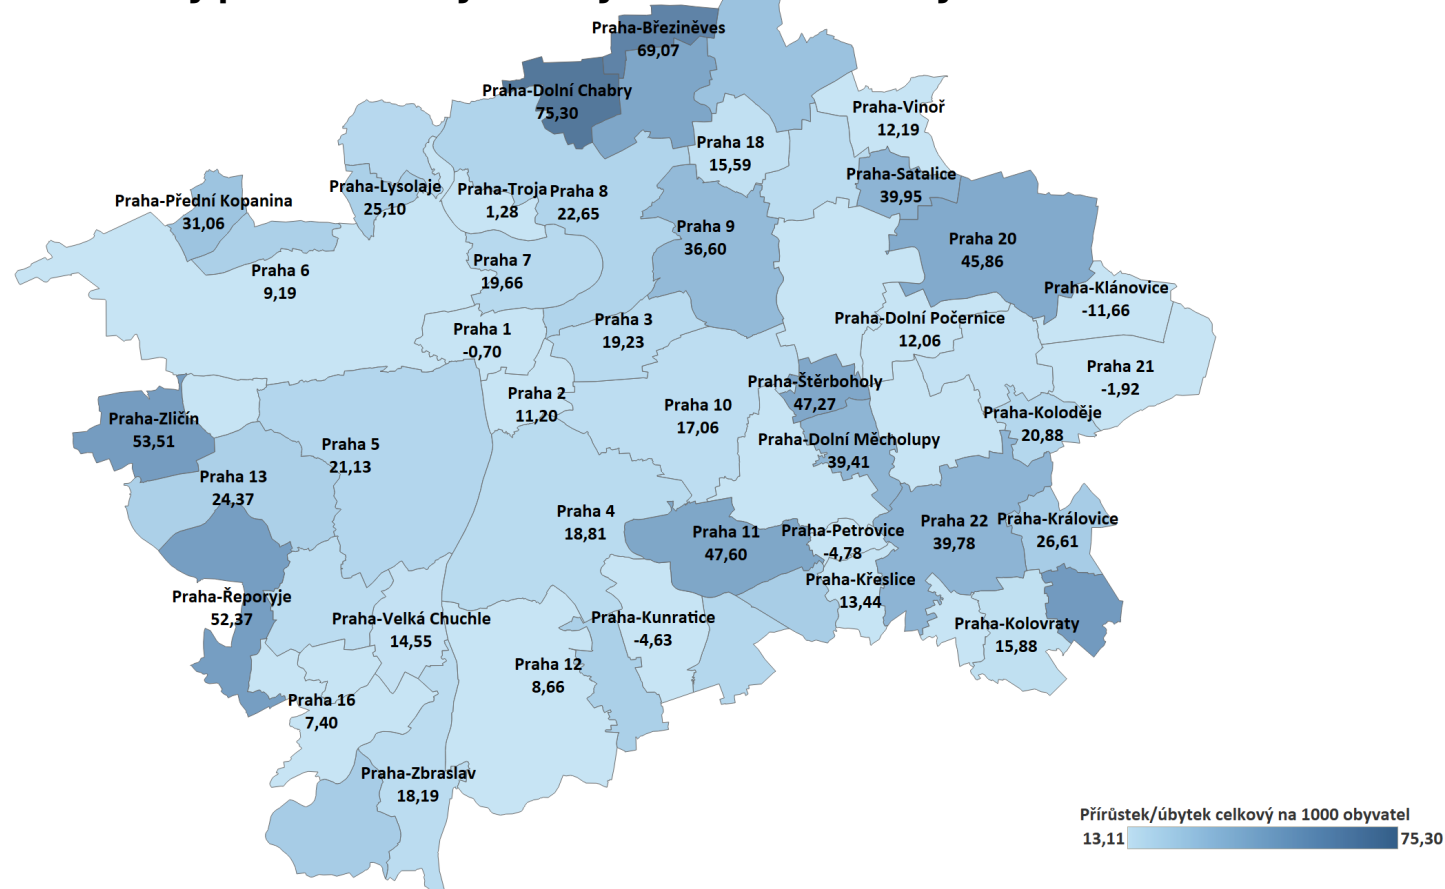 Praha-Březiněves
69,07
Praha-Dolní Chabry
75,30
Praha-Vinoř
12,19
Praha 18
15,59
Praha-Satalice
39,95
Praha-Lysolaje
25,10
Praha-Troja
1,28
Praha 8
22,65
Praha-Přední Kopanina
31,06
Praha 9
36,60
Praha 20
45,86
Praha 7
19,66
Praha 6
9,19
Praha-Klánovice
-11,66
Praha 3
19,23
Praha-Dolní Počernice
12,06
Praha 1
-0,70
Praha 21
-1,92
Praha-Štěrboholy
47,27
Praha 2
11,20
Praha 10
17,06
Praha-Koloděje
20,88
Praha-Zličín
53,51
Praha-Dolní Měcholupy
39,41
Praha 5
21,13
Praha 13
24,37
Praha 4
18,81
Praha 22
39,78
Praha-Královice
26,61
Praha 11
47,60
Praha-Petrovice
-4,78
Praha-Křeslice
13,44
Praha-Řeporyje
52,37
Praha-Velká Chuchle
14,55
Praha-Kunratice
-4,63
Praha-Kolovraty
15,88
Praha 12
8,66
Praha 16
7,40
Praha-Zbraslav
18,19
Přírůstek/úbytek celkový na 1000 obyvatel
13,11
75,30